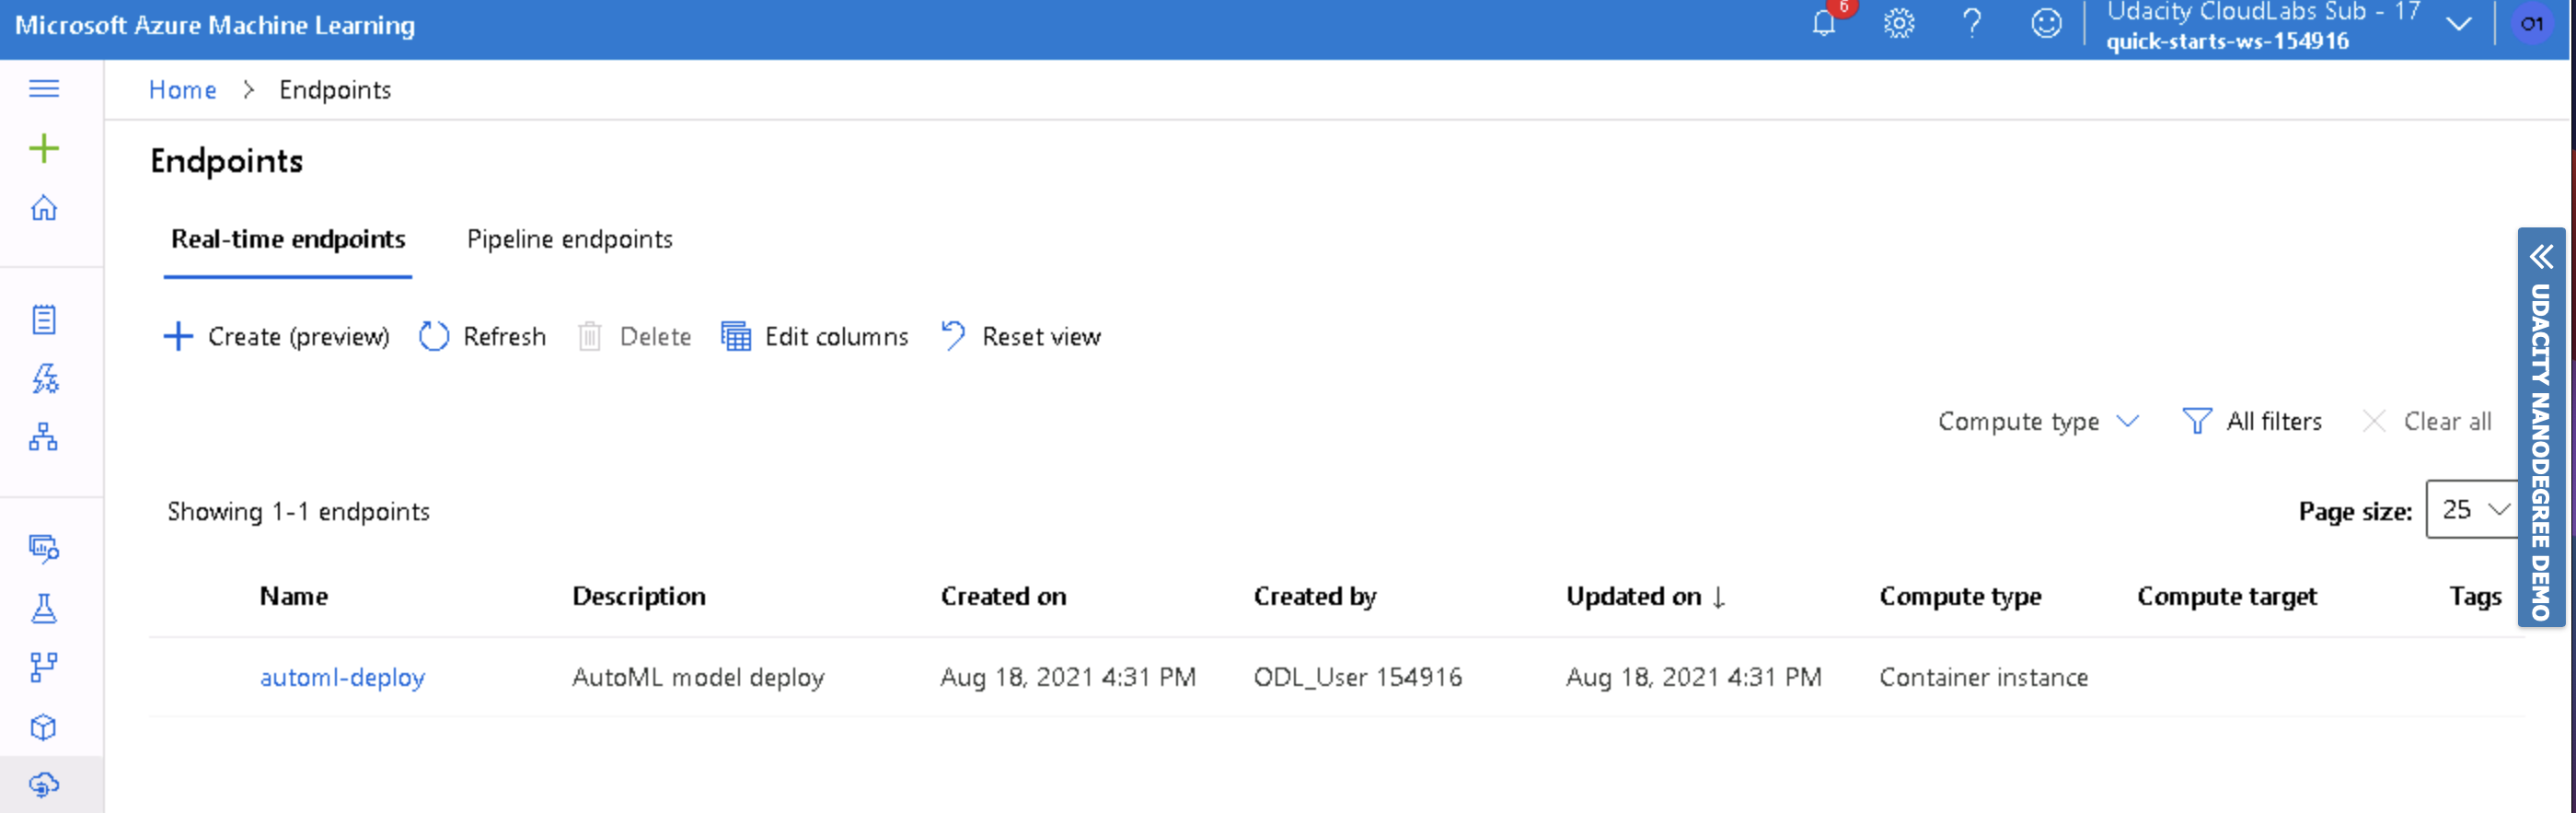 Microsoft Azure Machine Learning
6
Udacity CloudLabs Sub - 17
quick-starts-ws-154916
O1
Home > Endpoints
Endpoints
Real-time endpoints Pipeline endpoints
Create (preview) Refresh Delete Edit columns Reset view
Compute type All filters Clear all
Showing 1-1 endpoints
Page size: 25
Name Description Created on Created by Updated on ↓ Compute type Compute target Tags
automl-deploy AutoML model deploy Aug 18, 2021 4:31 PM ODL_User 154916 Aug 18, 2021 4:31 PM Container instance
UDACITY NANODEGREE DEMO